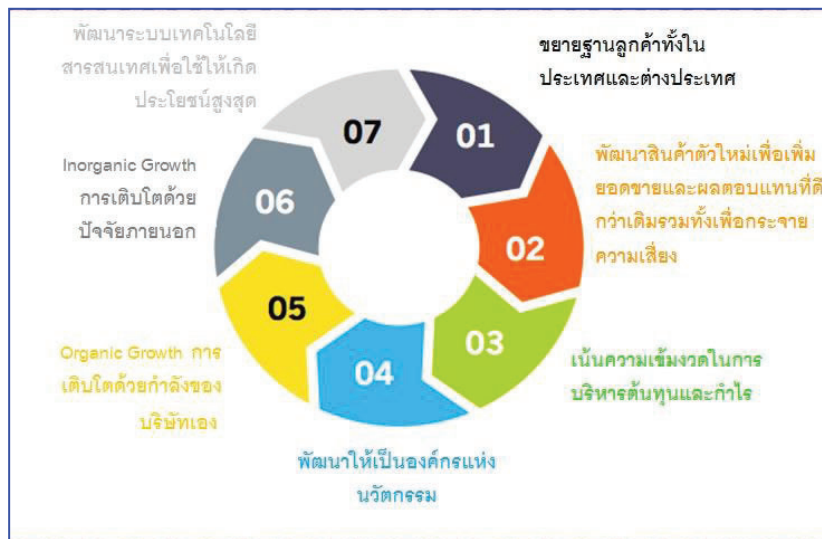 01
ขยายฐานลูกค้าทั้งใน
ประเทศและต่างประเทศ
02
พัฒนาสินค้าตัวใหม่เพื่อเพิ่ม
ยอดขายและผลตอบแทนที่ดี
กว่าเดิมรวมทั้งเพื่อกระจาย
ความเสี่ยง
03
เน้นความเข้มงวดในการ
บริหารต้นทุนและกำไร
04
พัฒนาให้เป็นองค์กรแห่ง
นวัตกรรม
05
Organic Growth การ
เติบโตด้วยกำลังของ
บริษัทเอง
06
Inorganic Growth
การเติบโตด้วย
ปัจจัยภายนอก
07
พัฒนาระบบเทคโนโลยี
สารสนเทศเพื่อใช้ให้เกิด
ประโยชน์สูงสุด